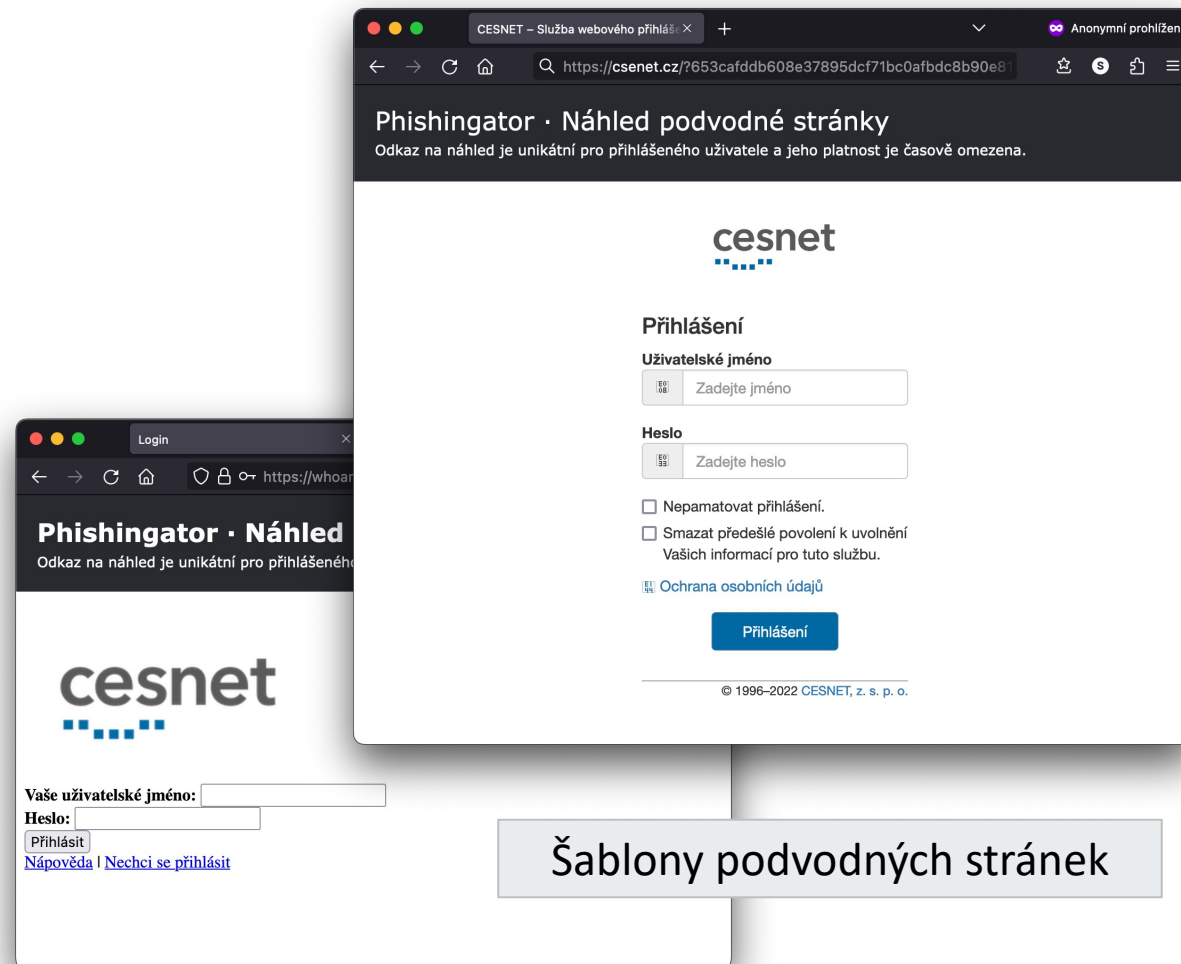 CESNET – Služba webového přihláše
Anonymní prohlížen
https://csenet.cz/?653cafddb608e37895dcf71bc0afbdc8b90e81
S
Phishingator · Náhled podvodné stránky
Odkaz na náhled je unikátní pro přihlášeného uživatele a jeho platnost je časově omezena.
cesnet
Přihlášení
Uživatelské jméno
Zadejte jméno
Heslo
Zadejte heslo
Nepamatovat přihlášení.
Smazat předešlé povolení k uvolnění
Vašich informací pro tuto službu.
Ochrana osobních údajů
Přihlášení
© 1996–2022 CESNET, z. s. p. o.
Login
https://whoar
Phishingator · Náhled
Odkaz na náhled je unikátní pro přihlášeného
cesnet
Vaše uživatelské jméno:
Heslo:
Přihlásit
Nápověda | Nechci se přihlásit
Šablony podvodných stránek